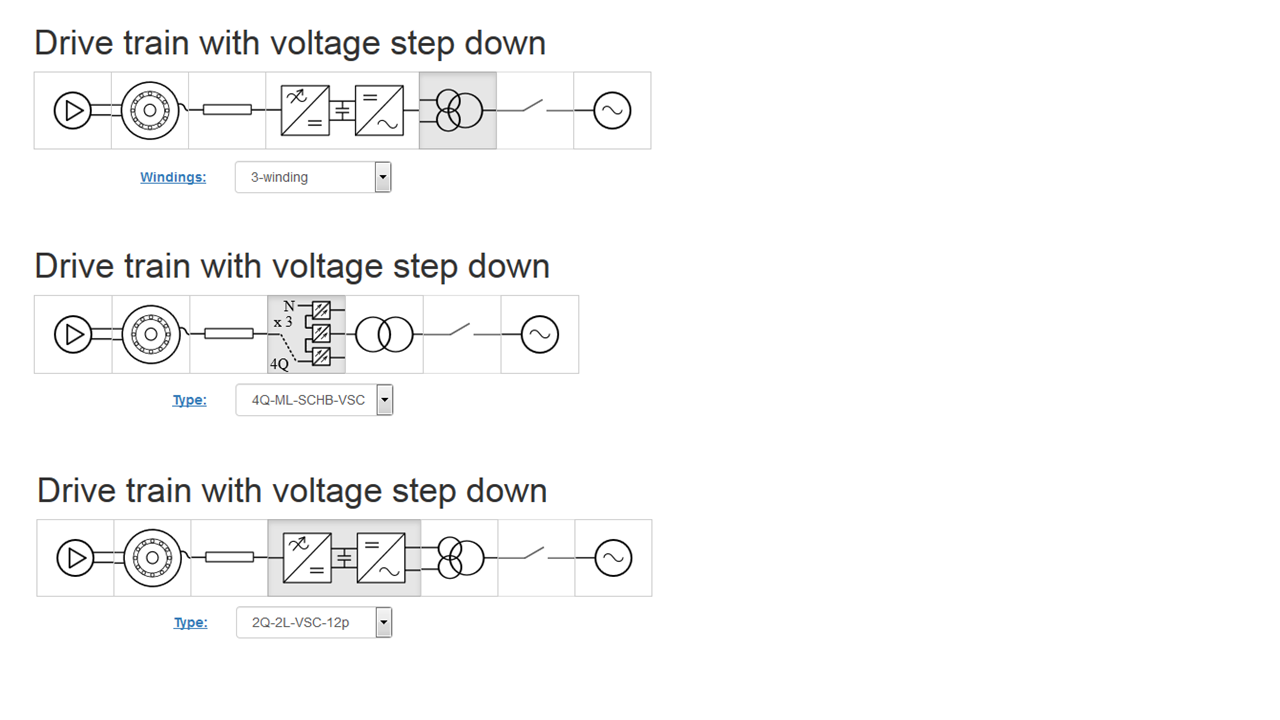 Drive train with voltage step down
Windings: 3-winding
Drive train with voltage step down
N
x 3
4Q
Type: 4Q-ML-SCHB-VSC
Drive train with voltage step down
Type: 2Q-2L-VSC-12p